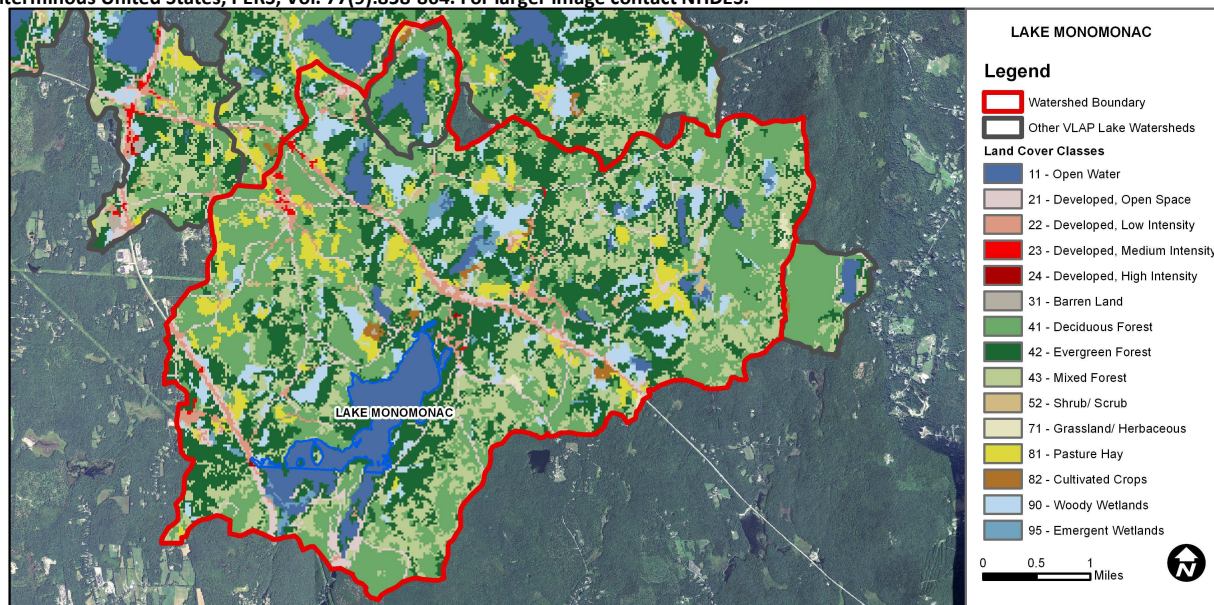 terminous United States, PERS, Vol. 77(9):858-864. For larger image contact NHDES.
LAKE MONOMONAC
Legend
Watershed Boundary
Other VLAP Lake Watersheds
Land Cover Classes
11 - Open Water
21 - Developed, Open Space
22 - Developed, Low Intensity
23 - Developed, Medium Intensity
24 - Developed, High Intensity
31 - Barren Land
41 - Deciduous Forest
42 - Evergreen Forest
43 - Mixed Forest
52 - Shrub/ Scrub
71 - Grassland/ Herbaceous
81 - Pasture Hay
82 - Cultivated Crops
90 - Woody Wetlands
95 - Emergent Wetlands
0 0.5 1
Miles
N
LAKE MONOMONAC